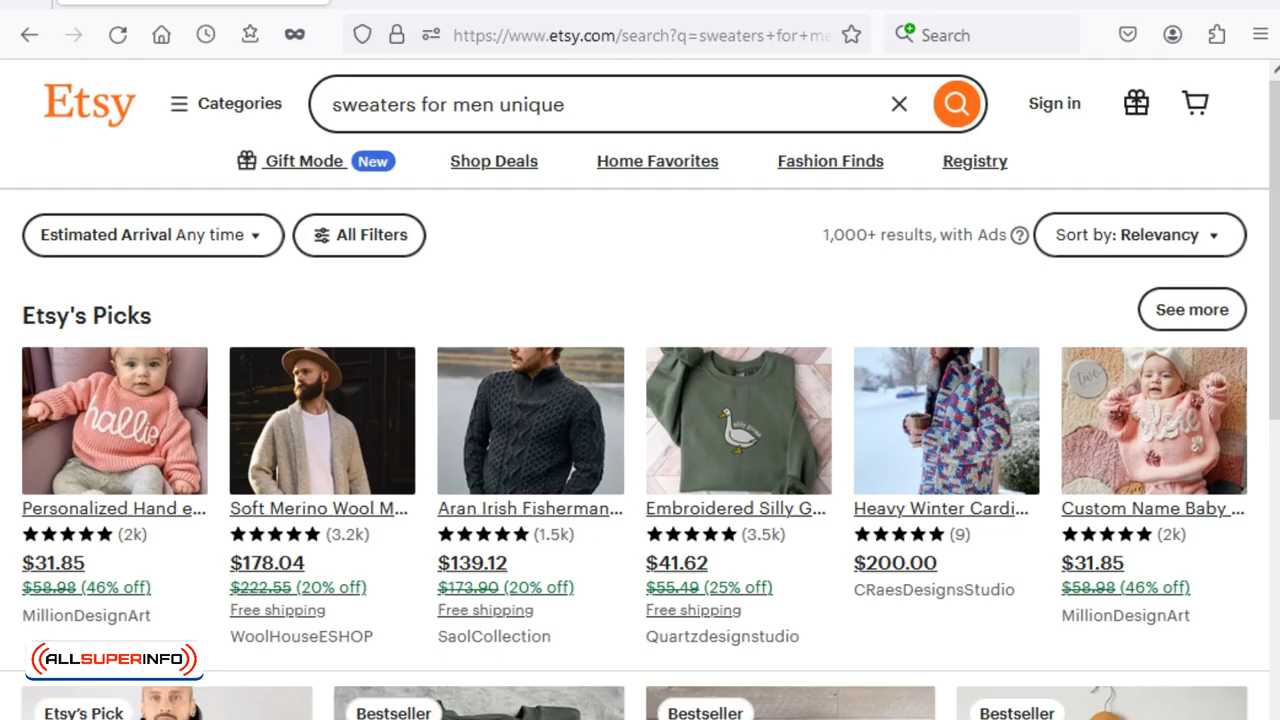 https://www.etsy.com/search?q=sweaters+for+me
Search
Etsy
Categories
sweaters for men unique
Sign in
Gift Mode New
Shop Deals
Home Favorites
Fashion Finds
Registry
Estimated Arrival Any time
All Filters
1,000+ results, with Ads ?
Sort by: Relevancy
Etsy's Picks
See more
hallie
two
Personalized Hand e...
(2k)
$31.85
$58.98 (46% off)
MillionDesignArt
Soft Merino Wool M...
(3.2k)
$178.04
$222.55 (20% off)
Free shipping
WoolHouseESHOP
Aran Irish Fisherman...
(1.5k)
$139.12
$173.90 (20% off)
Free shipping
SaolCollection
Embroidered Silly G...
(3.5k)
$41.62
$55.49 (25% off)
Free shipping
Quartzdesignstudio
Heavy Winter Cardi...
(9)
$200.00
CRaesDesignsStudio
Custom Name Baby ...
(2k)
$31.85
$58.98 (46% off)
MillionDesignArt
ALLSUPERINFO
Etsy's Pick
Bestseller
Bestseller
Bestseller